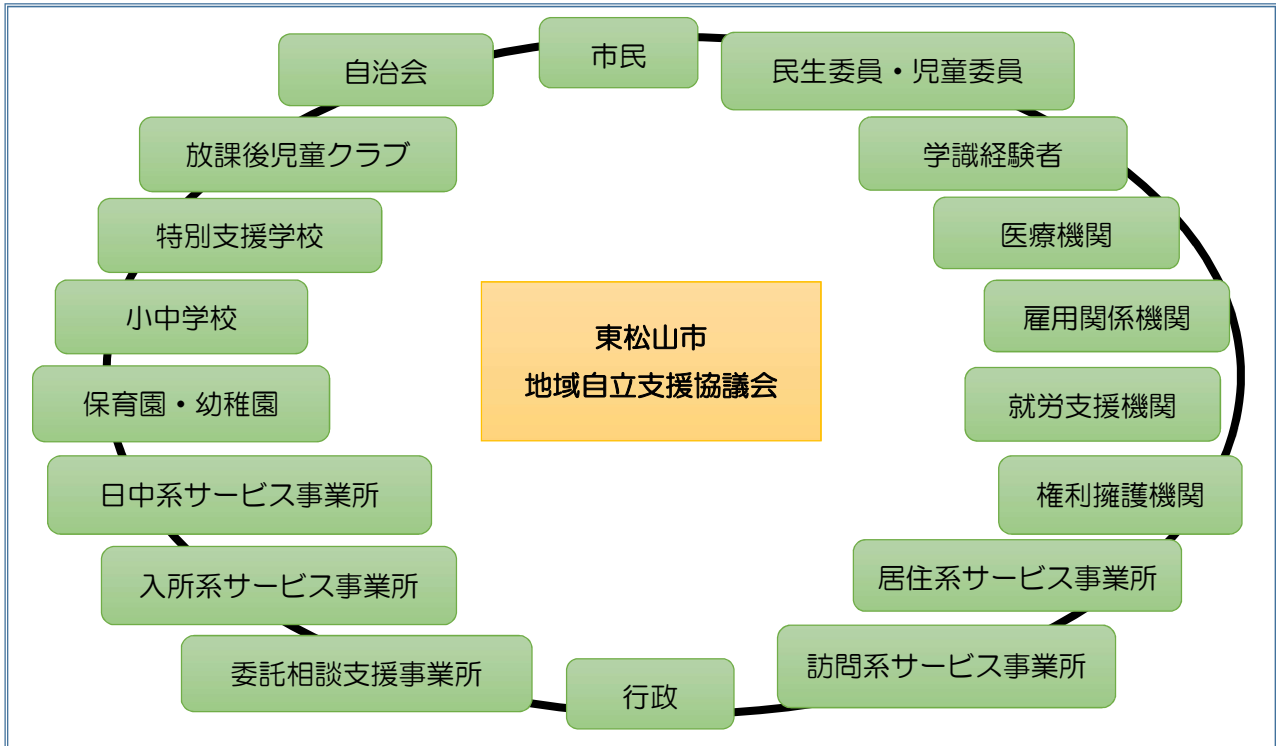 市民
自治会
民生委員・児童委員
放課後児童クラブ
学識経験者
特別支援学校
医療機関
小中学校
雇用関係機関
東松山市
地域自立支援協議会
保育園・幼稚園
就労支援機関
日中系サービス事業所
権利擁護機関
入所系サービス事業所
居住系サービス事業所
委託相談支援事業所
訪問系サービス事業所
行政